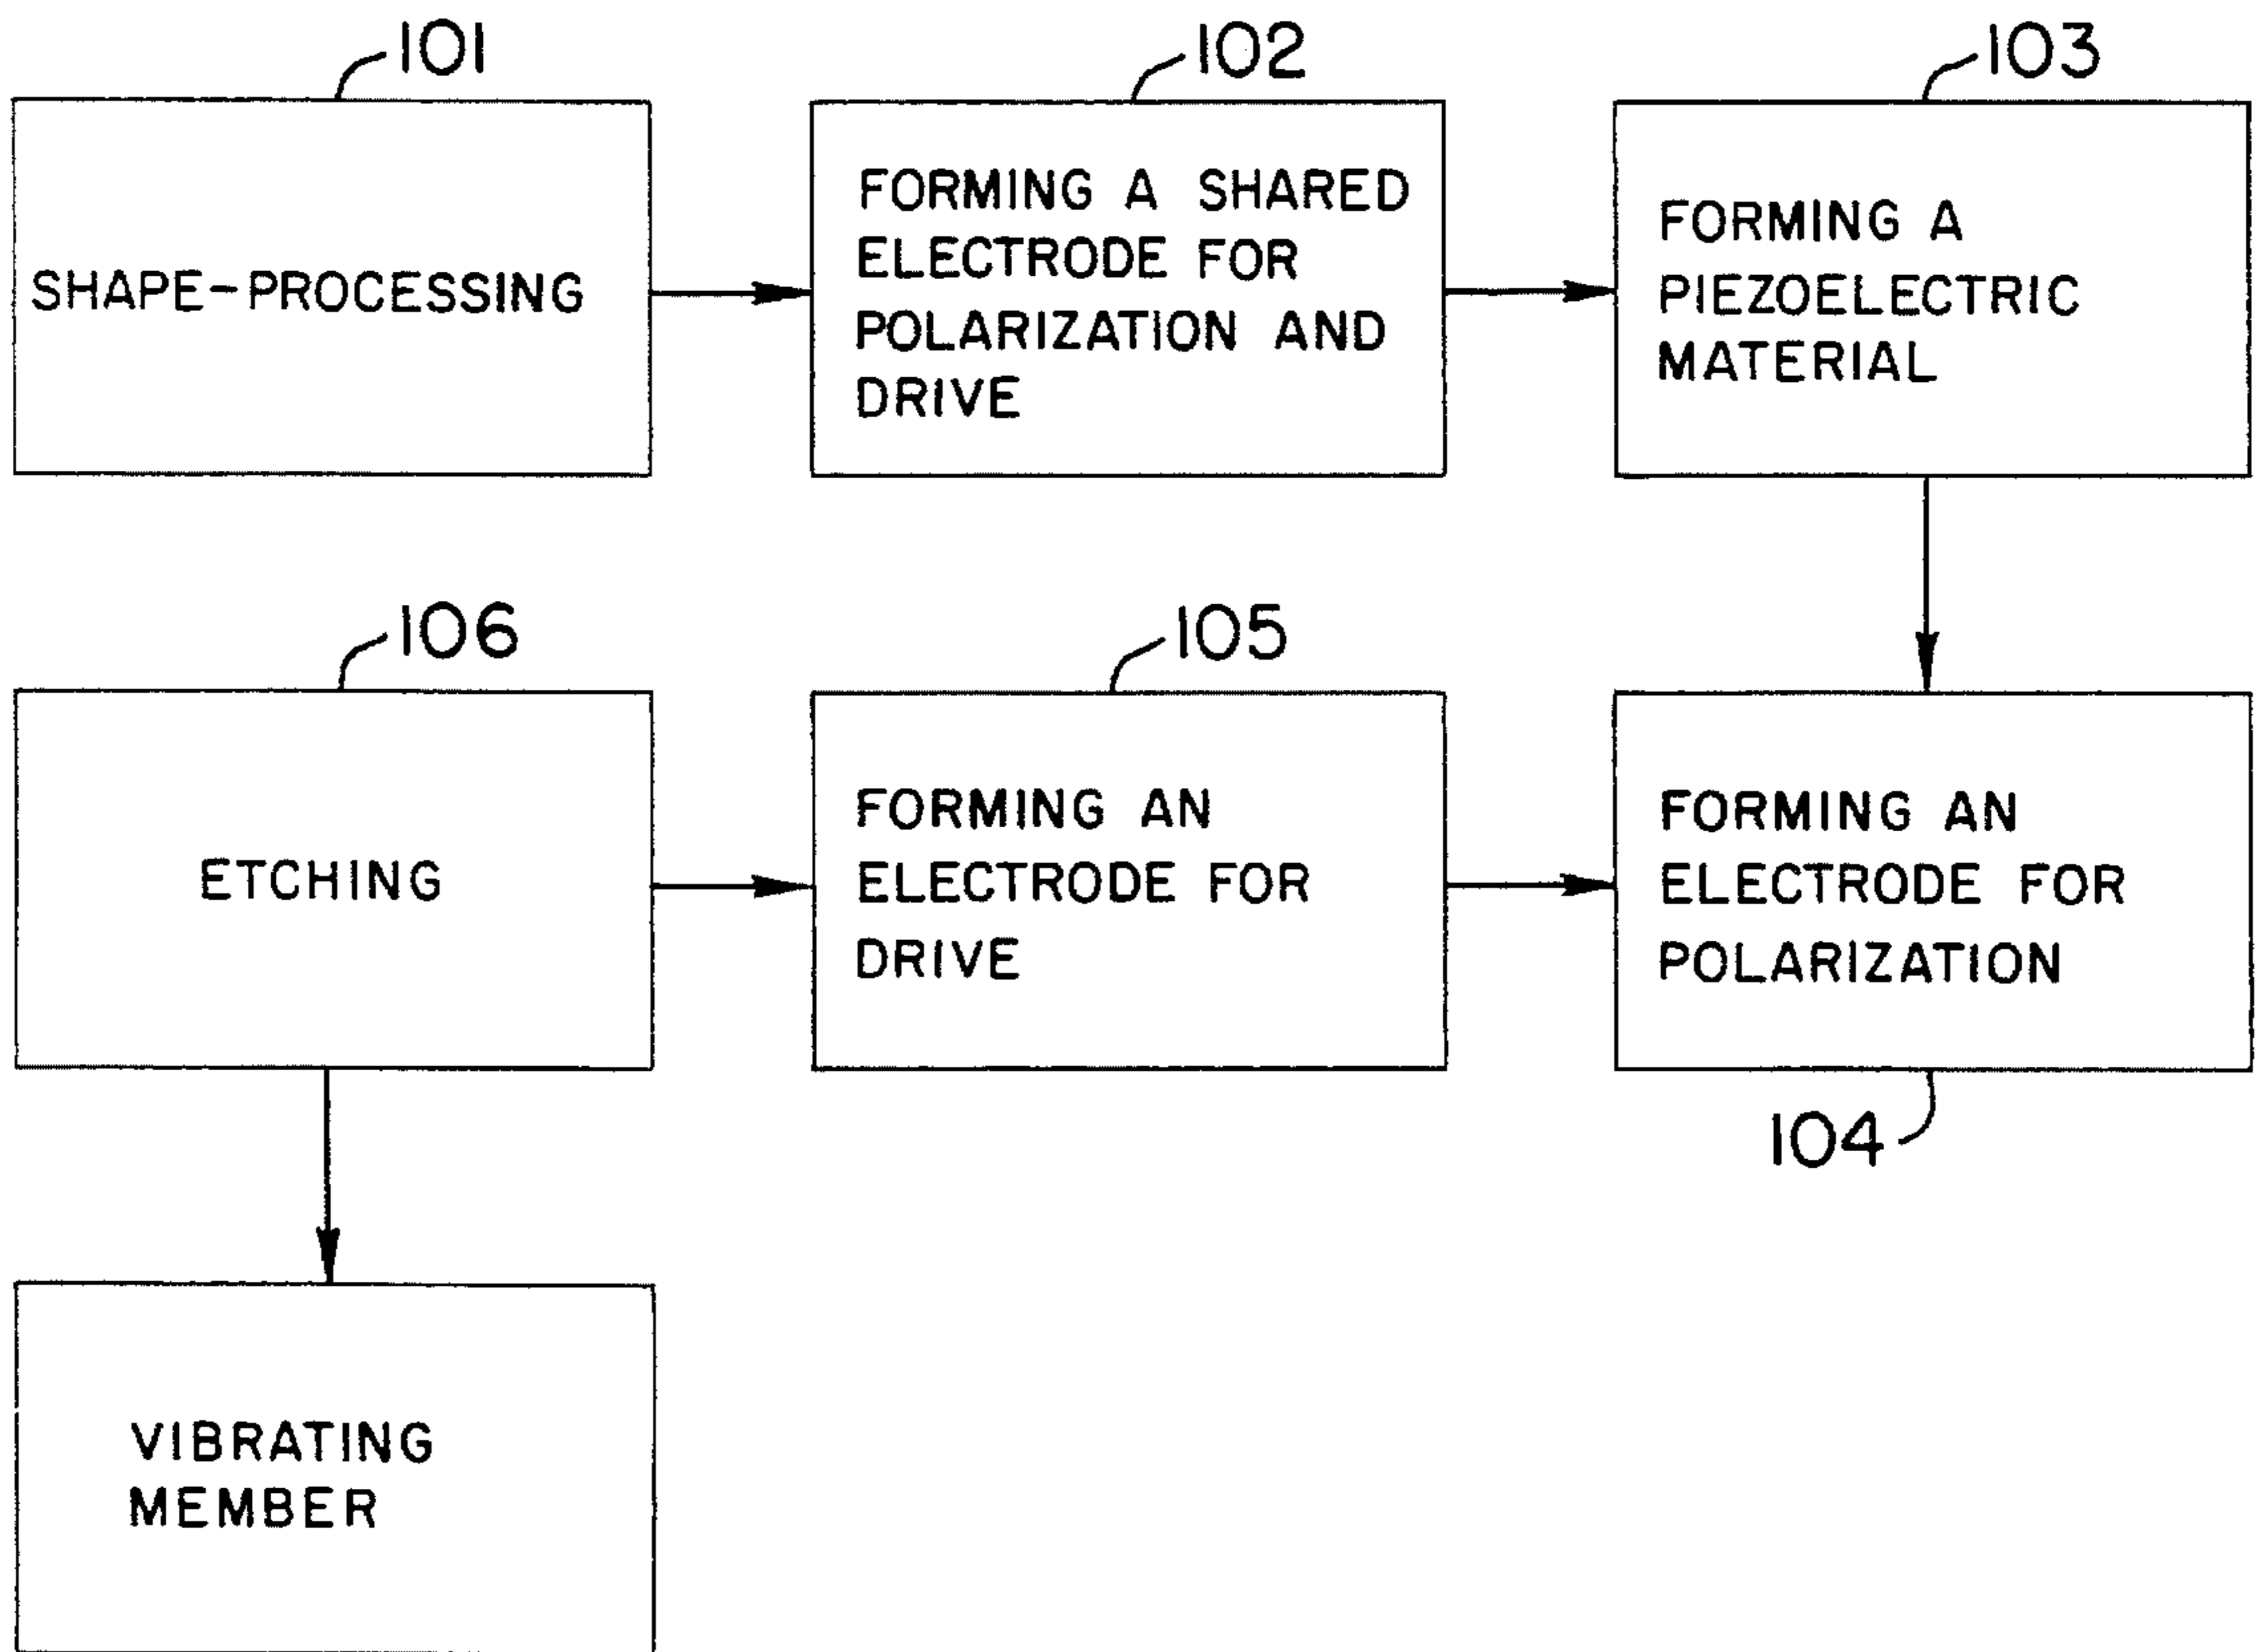 101
SHAPE-PROCESSING
102
FORMING A SHARED
ELECTRODE FOR
POLARIZATION AND
DRIVE
103
FORMING A
PIEZOELECTRIC
MATERIAL
106
ETCHING
105
FORMING AN
ELECTRODE FOR
DRIVE
FORMING AN
ELECTRODE FOR
POLARIZATION
104
VIBRATING
MEMBER